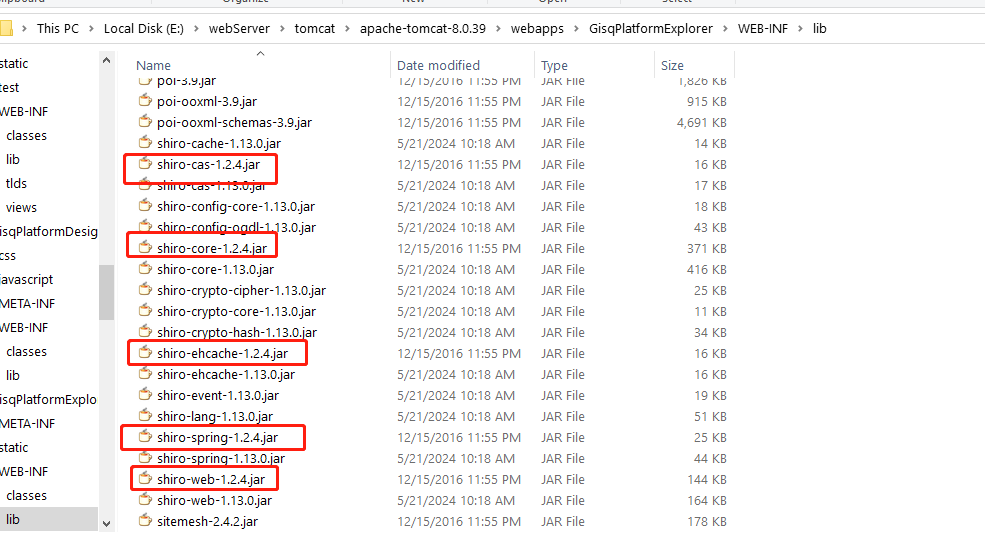 This PC > Local Disk (E:) > webServer > tomcat > apache-tomcat-8.0.39 > webapps > GisqPlatformExplorer > WEB-INF > lib
static
test
WEB-INF
classes
lib
tlds
views
isqPlatformDesig
css
javascript
META-INF
WEB-INF
classes
lib
isqPlatformExplo
META-INF
static
WEB-INF
classes
lib
Name Date modified Type Size
poi-3.9.jar 12/15/2016 11:55 PM JAR File 1,826 KB
poi-ooxml-3.9.jar 12/15/2016 11:55 PM JAR File 915 KB
poi-ooxml-schemas-3.9.jar 12/15/2016 11:55 PM JAR File 4,691 KB
shiro-cache-1.13.0.jar 5/21/2024 10:18 AM JAR File 14 KB
shiro-cas-1.2.4.jar 12/15/2016 11:55 PM JAR File 16 KB
shiro-cas-1.13.0.jar 5/21/2024 10:18 AM JAR File 17 KB
shiro-config-core-1.13.0.jar 5/21/2024 10:18 AM JAR File 18 KB
shiro-config-ogdl-1.13.0.jar 5/21/2024 10:18 AM JAR File 43 KB
shiro-core-1.2.4.jar 12/15/2016 11:55 PM JAR File 371 KB
shiro-core-1.13.0.jar 5/21/2024 10:18 AM JAR File 416 KB
shiro-crypto-cipher-1.13.0.jar 5/21/2024 10:18 AM JAR File 25 KB
shiro-crypto-core-1.13.0.jar 5/21/2024 10:18 AM JAR File 11 KB
shiro-crypto-hash-1.13.0.jar 5/21/2024 10:18 AM JAR File 34 KB
shiro-ehcache-1.2.4.jar 12/15/2016 11:55 PM JAR File 16 KB
shiro-ehcache-1.13.0.jar 5/21/2024 10:18 AM JAR File 16 KB
shiro-event-1.13.0.jar 5/21/2024 10:18 AM JAR File 19 KB
shiro-lang-1.13.0.jar 5/21/2024 10:18 AM JAR File 51 KB
shiro-spring-1.2.4.jar 12/15/2016 11:55 PM JAR File 25 KB
shiro-spring-1.13.0.jar 5/21/2024 10:18 AM JAR File 44 KB
shiro-web-1.2.4.jar 12/15/2016 11:55 PM JAR File 144 KB
shiro-web-1.13.0.jar 5/21/2024 10:18 AM JAR File 164 KB
sitemesh-2.4.2.jar 12/15/2016 11:55 PM JAR File 178 KB